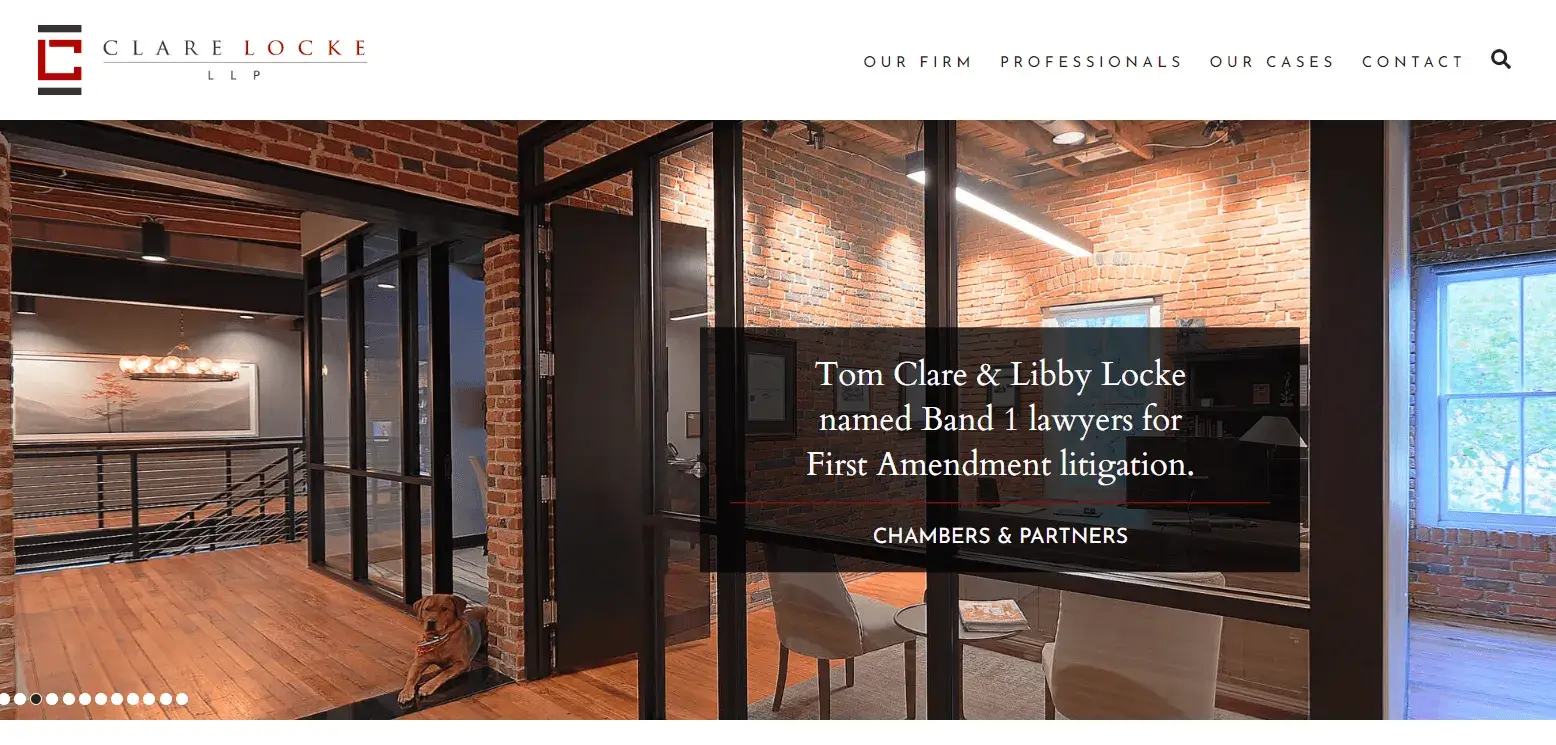 CLARE LOCKE
LLP
OUR FIRM PROFESSIONALS OUR CASES CONTACT
Tom Clare & Libby Locke
named Band 1 lawyers for
First Amendment litigation.
CHAMBERS & PARTNERS